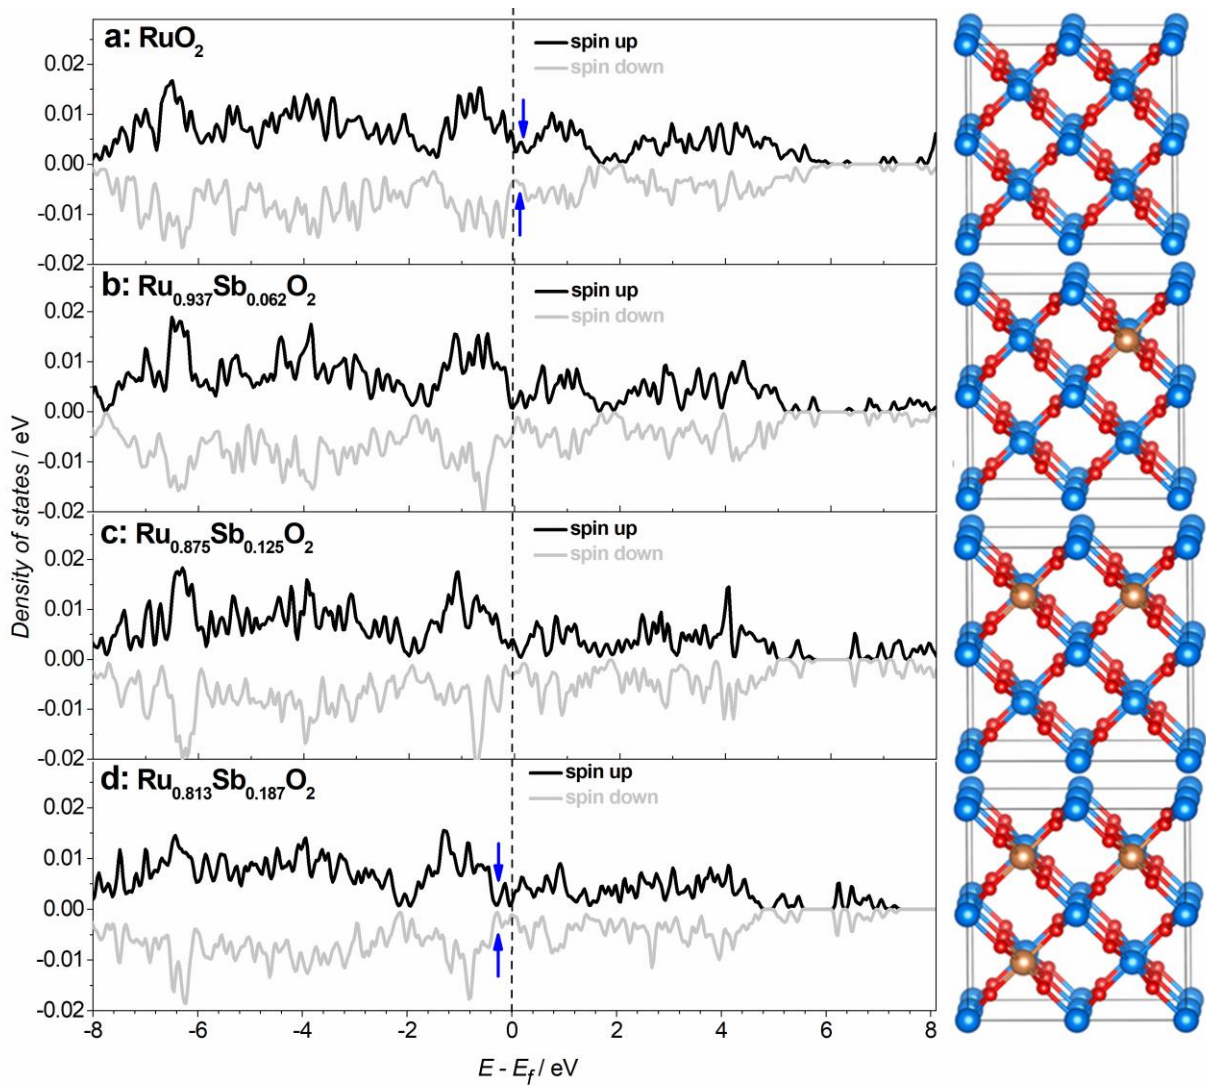 a: RuO2
spin up
spin down
0.02
0.01
0.00
-0.01
-0.02
b: Ru0.937Sb0.062O2
spin up
spin down
0.02
0.01
0.00
-0.01
-0.02
c: Ru0.875Sb0.125O2
spin up
spin down
0.02
0.01
0.00
-0.01
-0.02
d: Ru0.813Sb0.187O2
spin up
spin down
0.02
0.01
0.00
-0.01
-0.02
Density of states / eV
-8 -6 -4 -2 0 2 4 6 8
E - Ef / eV